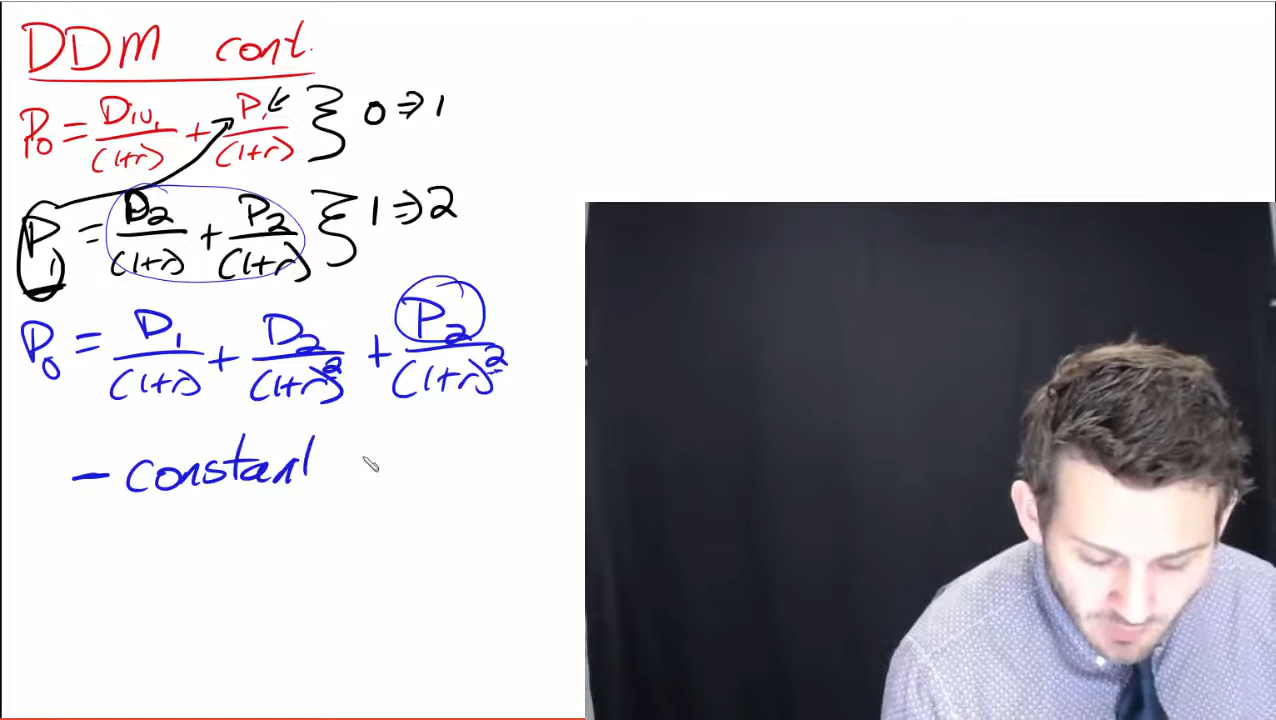 DDM cont.
P₀ = Div₁/(1+r) + P₁/(1+r) } 0 ⇒ 1
P₁ = D₂/(1+r) + P₂/(1+r) } 1 ⇒ 2
P₀ = D₁/(1+r) + D₂/(1+r)² + P₂/(1+r)²
– constant